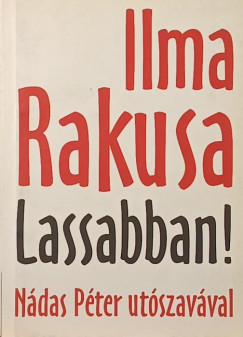 Ilma
Rakusa
Lassabban!
Nádas Péter utószavával